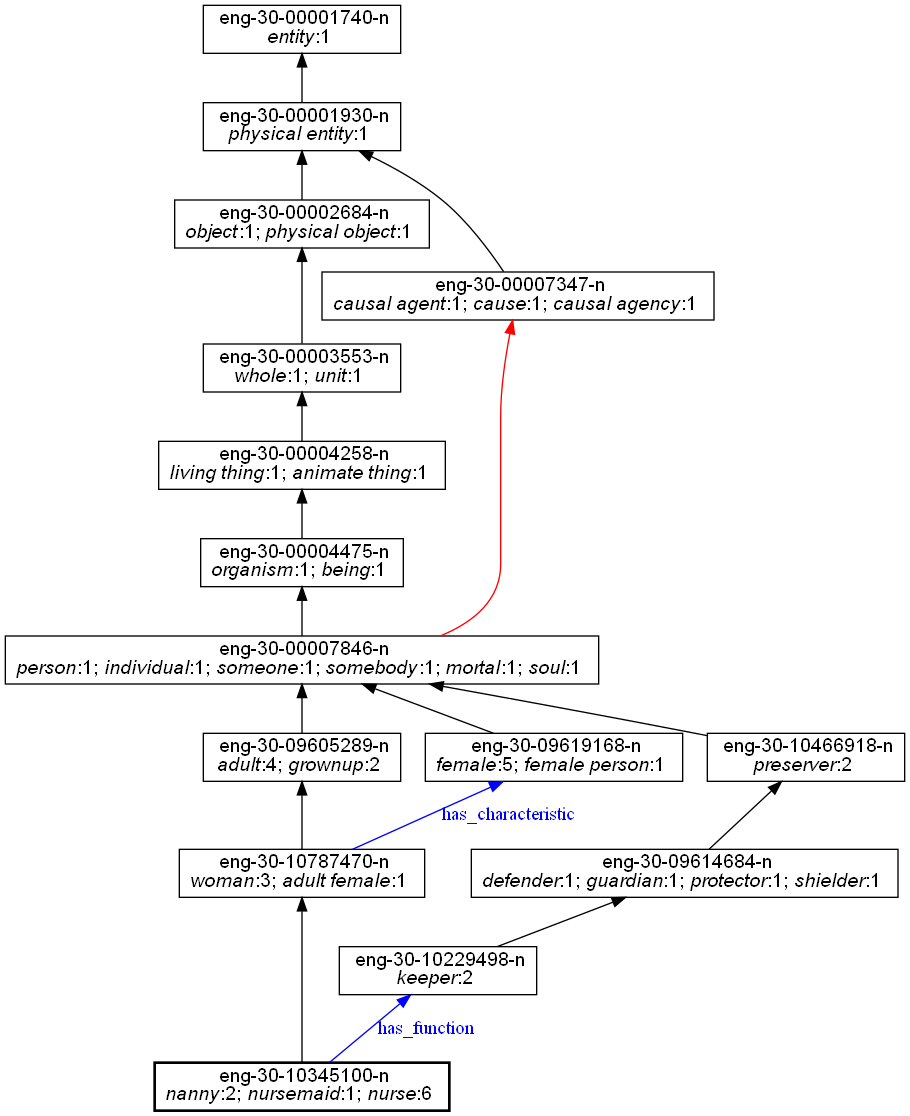 eng-30-00001740-n
entity:1
eng-30-00001930-n
physical entity:1
eng-30-00002684-n
object:1; physical object:1
eng-30-00007347-n
causal agent:1; cause:1; causal agency:1
eng-30-00003553-n
whole:1; unit:1
eng-30-00004258-n
living thing:1; animate thing:1
eng-30-00004475-n
organism:1; being:1
eng-30-00007846-n
person:1; individual:1; someone:1; somebody:1; mortal:1; soul:1
eng-30-09605289-n
adult:4; grownup:2
eng-30-09619168-n
female:5; female person:1
eng-30-10466918-n
preserver:2
has_characteristic
eng-30-10787470-n
woman:3; adult female:1
eng-30-09614684-n
defender:1; guardian:1; protector:1; shielder:1
eng-30-10229498-n
keeper:2
has_function
eng-30-10345100-n
nanny:2; nursemaid:1; nurse:6